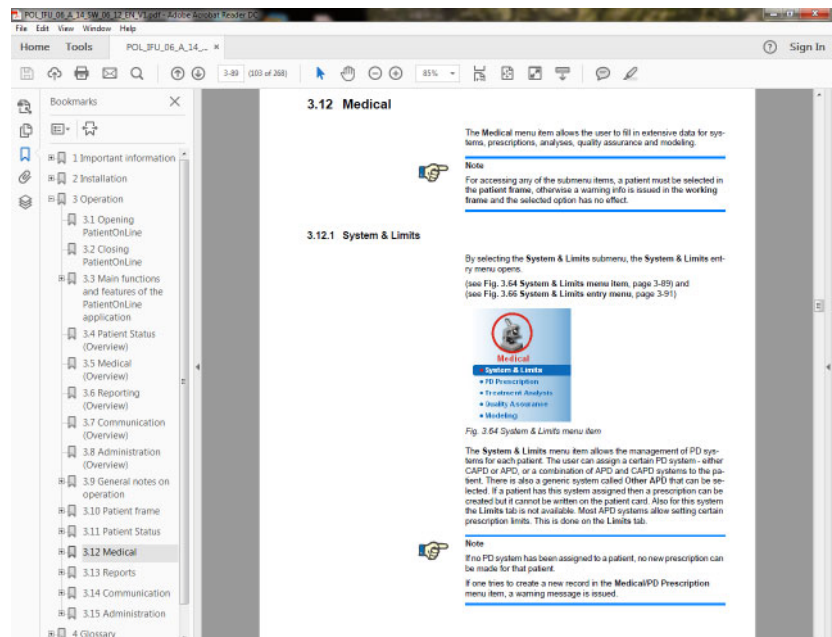 POL_IFU_06_A_14_SW_06_12_EN_V1.pdf - Adobe Acrobat Reader DC
File Edit View Window Help
Home Tools POL_IFU_06_A_14_... ×
Sign In
3-89 (103 of 268) 85%
Bookmarks
1 Important information
2 Installation
3 Operation
3.1 Opening
PatientOnLine
3.2 Closing
PatientOnLine
3.3 Main functions
and features of the
PatientOnLine
application
3.4 Patient Status
(Overview)
3.5 Medical
(Overview)
3.6 Reporting
(Overview)
3.7 Communication
(Overview)
3.8 Administration
(Overview)
3.9 General notes on
operation
3.10 Patient frame
3.11 Patient Status
3.12 Medical
3.13 Reports
3.14 Communication
3.15 Administration
4 Glossary
3.12 Medical
The Medical menu item allows the user to fill in extensive data for sys-
tems, prescriptions, analyses, quality assurance and modeling.
Note
For accessing any of the submenu items, a patient must be selected in
the patient frame, otherwise a warning info is issued in the working
frame and the selected option has no effect.
3.12.1 System & Limits
By selecting the System & Limits submenu, the System & Limits ent-
ry menu opens.
(see Fig. 3.64 System & Limits menu item, page 3-89) and
(see Fig. 3.66 System & Limits entry menu, page 3-91)
Medical
System & Limits
PD Prescription
Treatment Analysis
Quality Assurance
Modeling
Fig. 3.64 System & Limits menu item
The System & Limits menu item allows the management of PD sys-
tems for each patient. The user can assign a certain PD system - either
CAPD or APD, or a combination of APD and CAPD systems to the pa-
tient. There is also a generic system called Other APD that can be se-
lected. If a patient has this system assigned then a prescription can be
created but it cannot be written on the patient card. Also for this system
the Limits tab is not available. Most APD systems allow setting certain
prescription limits. This is done on the Limits tab.
Note
If no PD system has been assigned to a patient, no new prescription can
be made for that patient.
If one tries to create a new record in the Medical/PD Prescription
menu item, a warning message is issued.